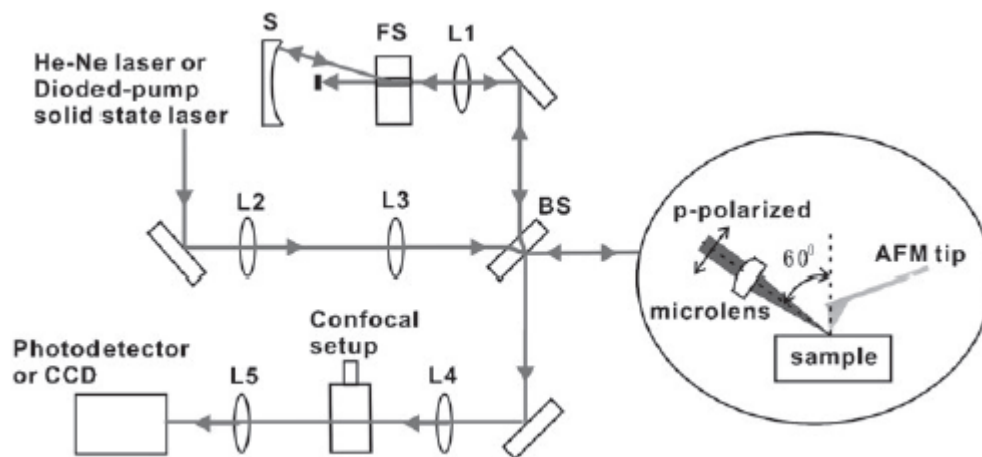 S
FS
L1
He-Ne laser or
Dioded-pump
solid state laser
L2
L3
BS
p-polarized
60⁰
AFM tip
microlens
sample
Confocal
setup
Photodetector
or CCD
L5
L4